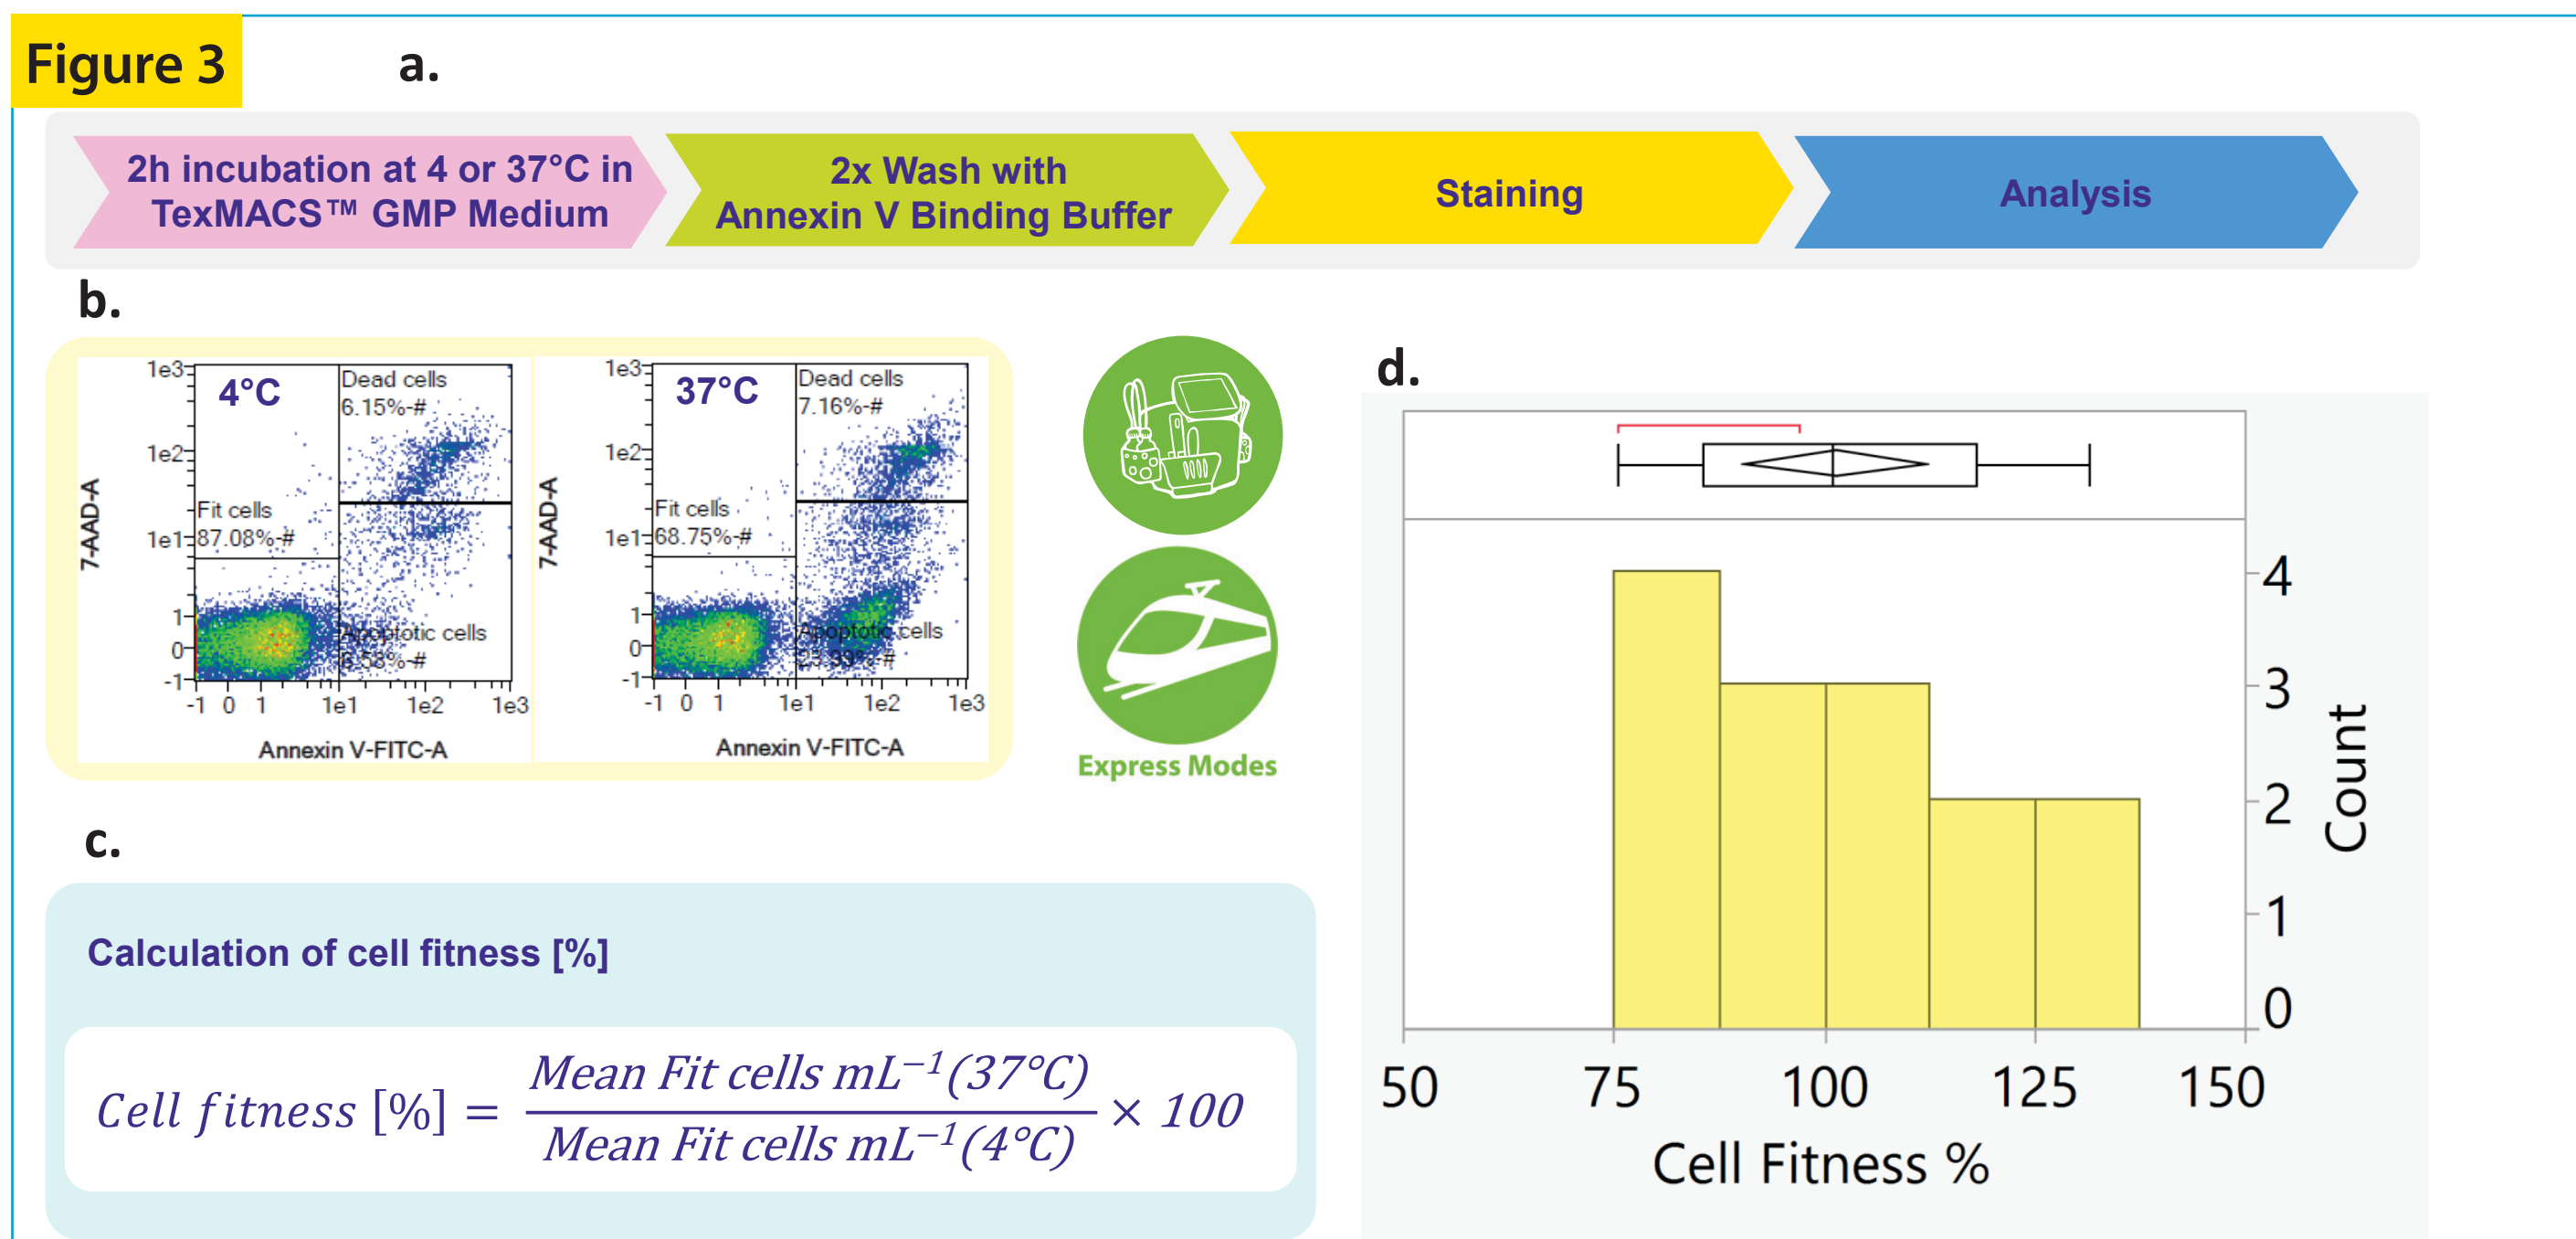 Figure 3
a.
2h incubation at 4 or 37°C in
TexMACS™ GMP Medium
2x Wash with
Annexin V Binding Buffer
Staining
Analysis
b.
1e3
1e2
1e1
1
0
-1
7-AAD-A
4°C
Dead cells
6.15%-#
Fit cells
87.08%-#
Apoptotic cells
-1 0 1 1e1 1e2 1e3
Annexin V-FITC-A
1e3
1e2
1e1
1
0
-1
7-AAD-A
37°C
Dead cells
7.16%-#
Fit cells
68.75%-#
Apoptotic cells
-1 0 1 1e1 1e2 1e3
Annexin V-FITC-A
Express Modes
c.
Calculation of cell fitness [%]
Cell fitness [%] =
Mean Fit cells mL⁻¹(37°C)
Mean Fit cells mL⁻¹(4°C)
× 100
d.
4
3
2
1
0
Count
50 75 100 125 150
Cell Fitness %